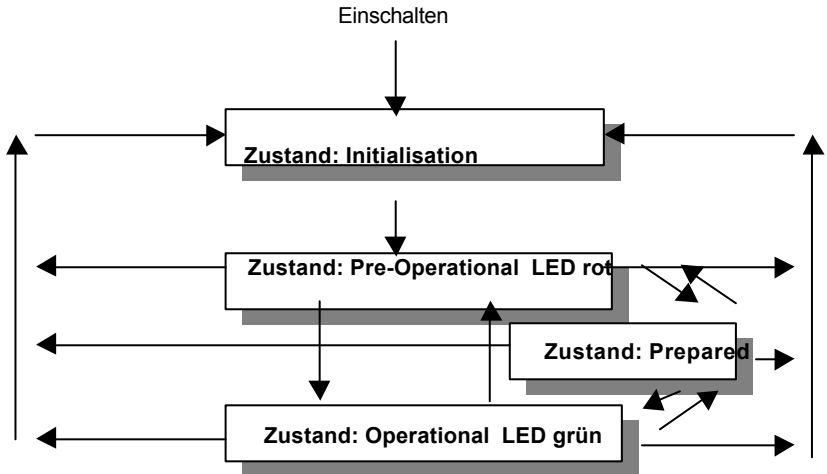 Einschalten
Zustand: Initialisation
Zustand: Pre-Operational LED rot
Zustand: Prepared
Zustand: Operational LED grün